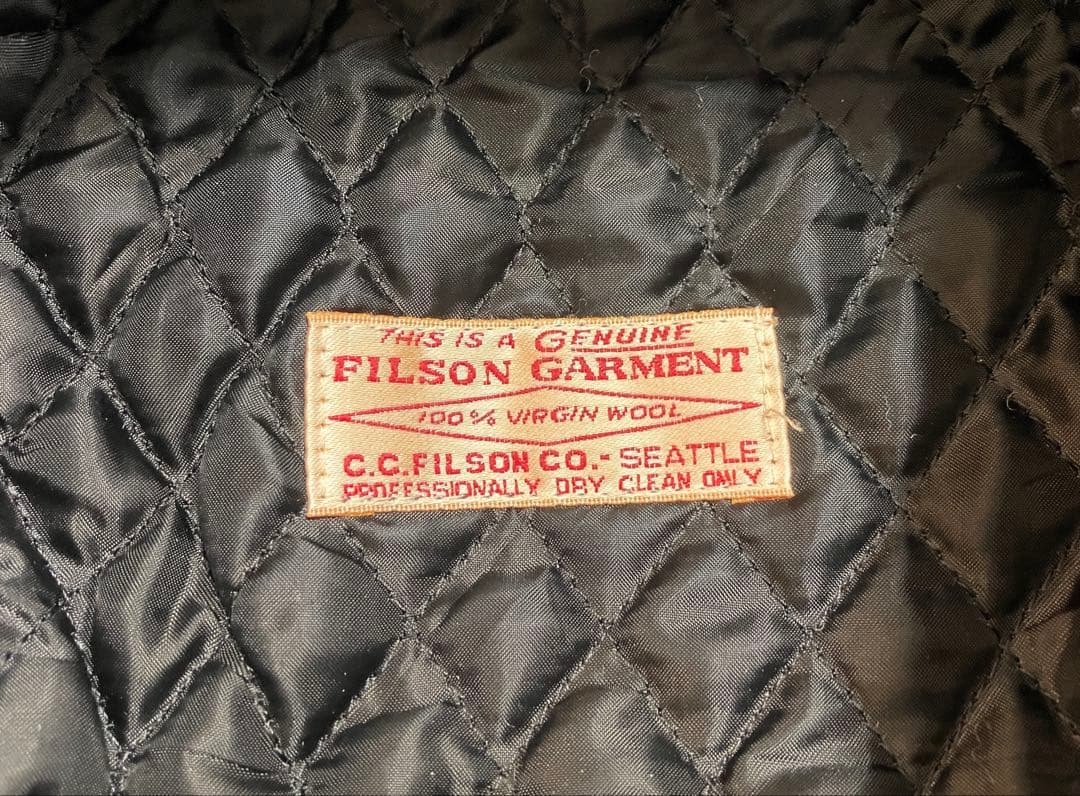 THIS IS A GENUINE
FILSON GARMENT
100% VIRGIN WOOL
C.C. FILSON CO. - SEATTLE
PROFESSIONALLY DRY CLEAN ONLY